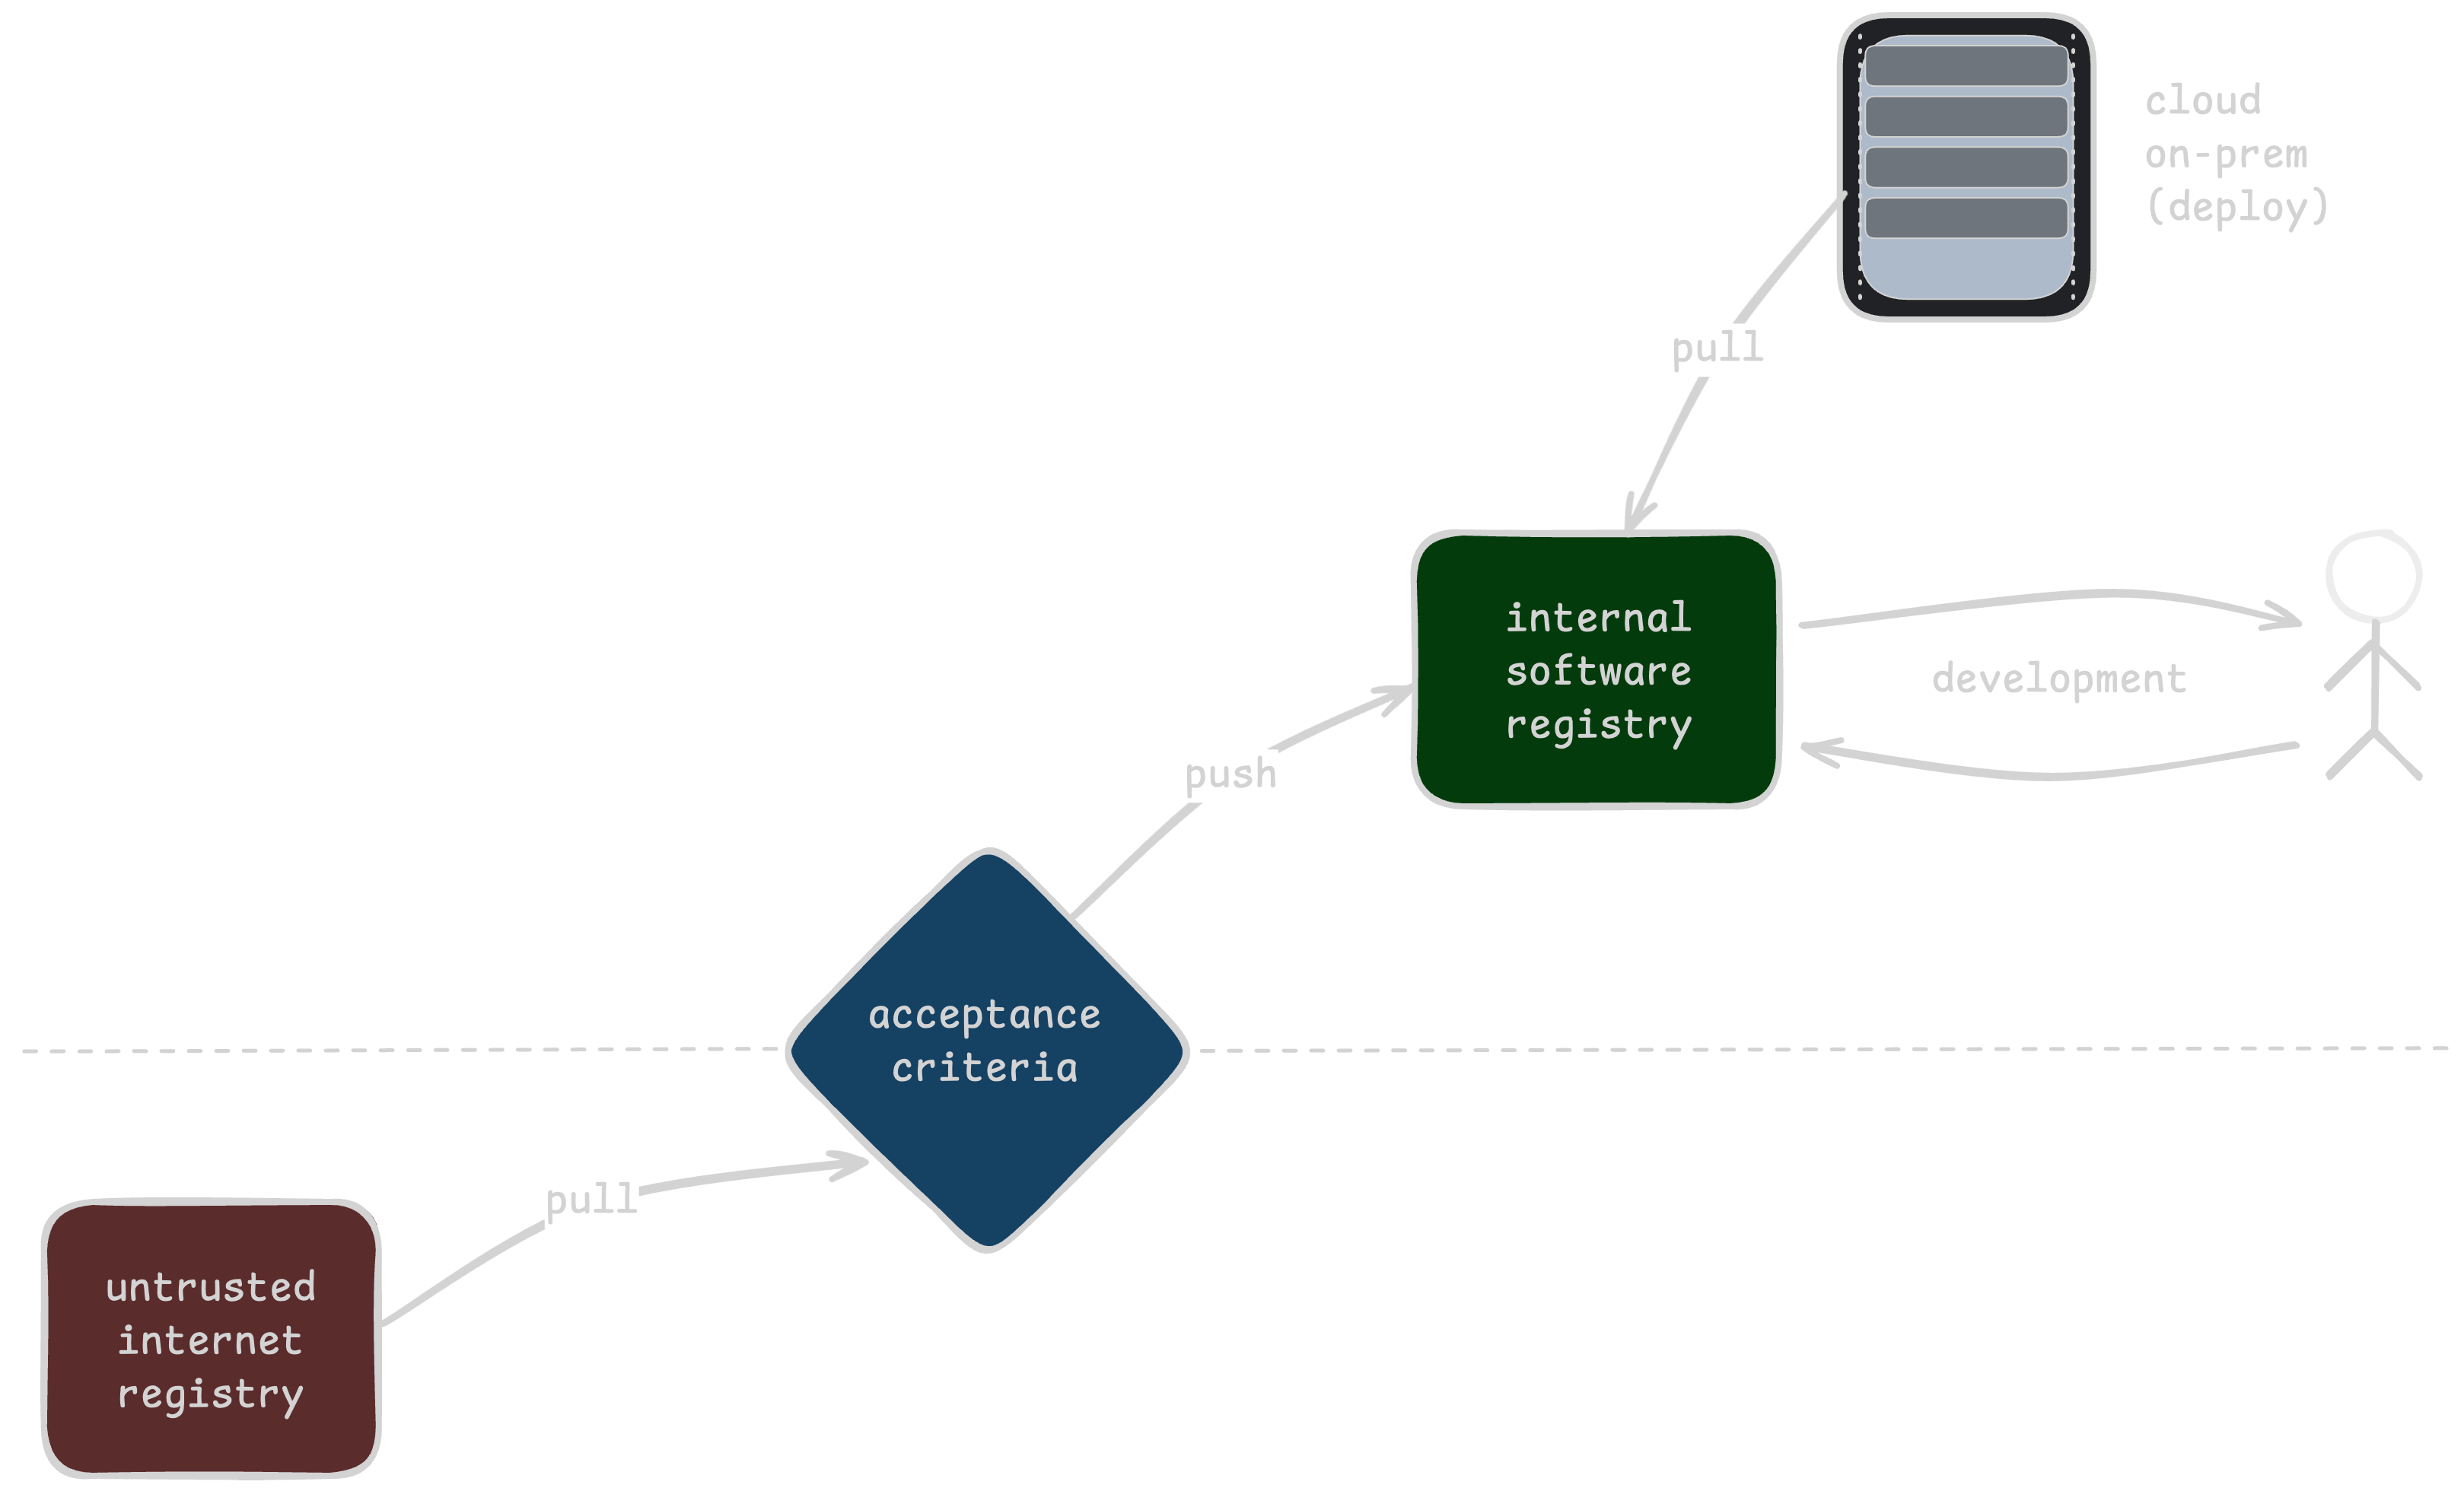 cloud
on-prem
(deploy)
pull
internal
software
registry
development
push
acceptance
criteria
pull
untrusted
internet
registry